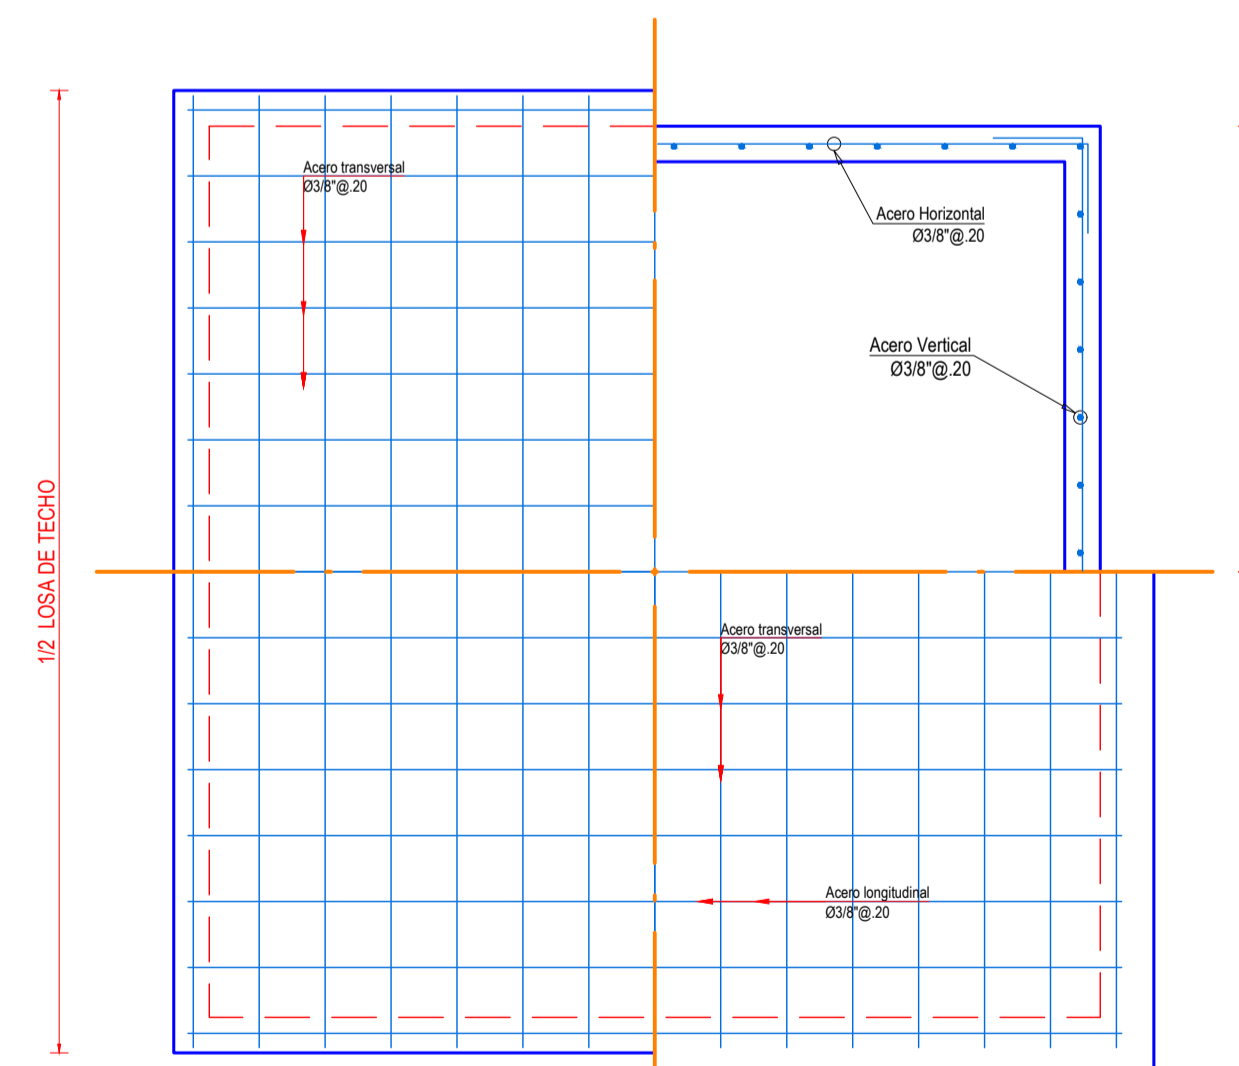 Acero transversal
Ø3/8"@.20
Acero Horizontal
Ø3/8"@.20
Acero Vertical
Ø3/8"@.20
1/2 LOSA DE TECHO
Acero transversal
Ø3/8"@.20
Acero longitudinal
Ø3/8"@.20